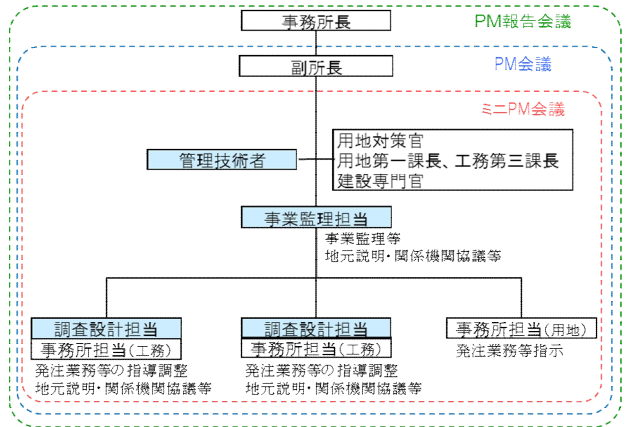 事務所長
PM報告会議
副所長
PM会議
ミニPM会議
管理技術者
用地対策官
用地第一課長、工務第三課長
建設専門官
事業監理担当
事業監理等
地元説明・関係機関協議等
調査設計担当
事務所担当(工務)
発注業務等の指導調整
地元説明・関係機関協議等
調査設計担当
事務所担当(工務)
発注業務等の指導調整
地元説明・関係機関協議等
事務所担当(用地)
発注業務等指示